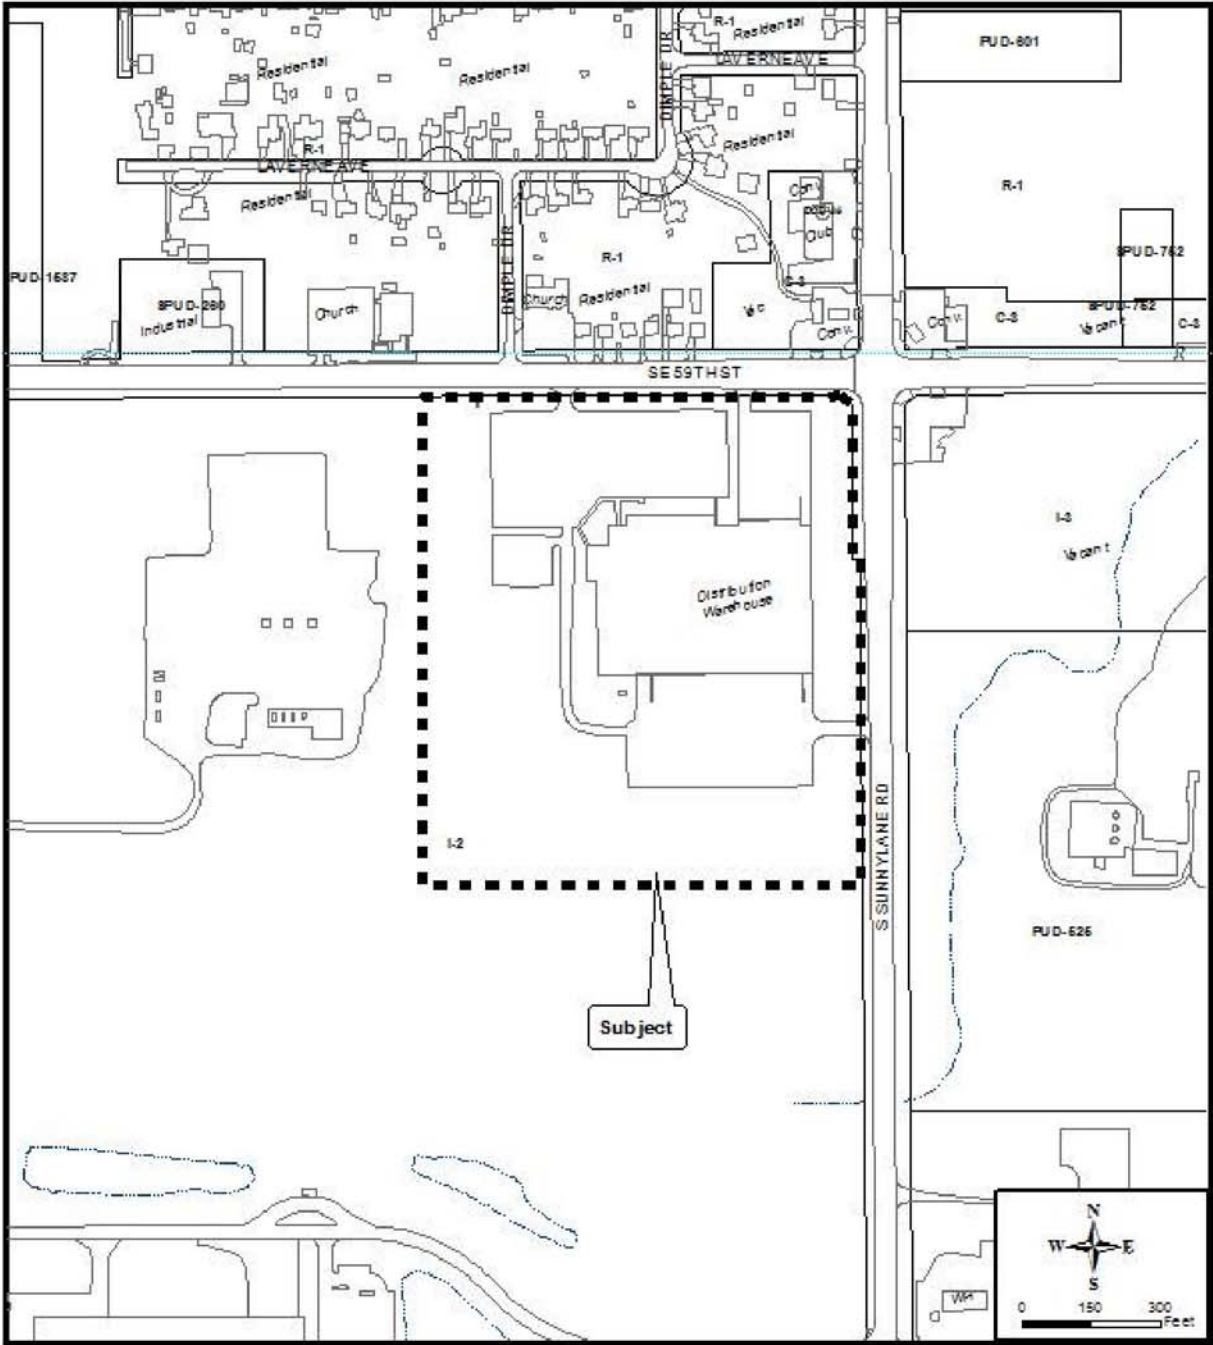 R-1
Residential
PUD-601
LAVERNE AVE
Residential
Residential
DIMPLE DR
Residential
R-1
LAVERNE AVE
R-1
Residential
Conv.
Club
DIMPLE DR
R-1
PUD-1587
SPUD-762
SPUD-280
Industrial
Church
Church
Residential
C-3
Vac
Conv.
Conv.
C-3
SPUD-762
Vacant
C-3
SE 59TH ST
I-3
Vacant
Distribution
Warehouse
I-2
S SUNNYLANE RD
PUD-525
Subject
N
W E
S
WH
0 150 300
Feet